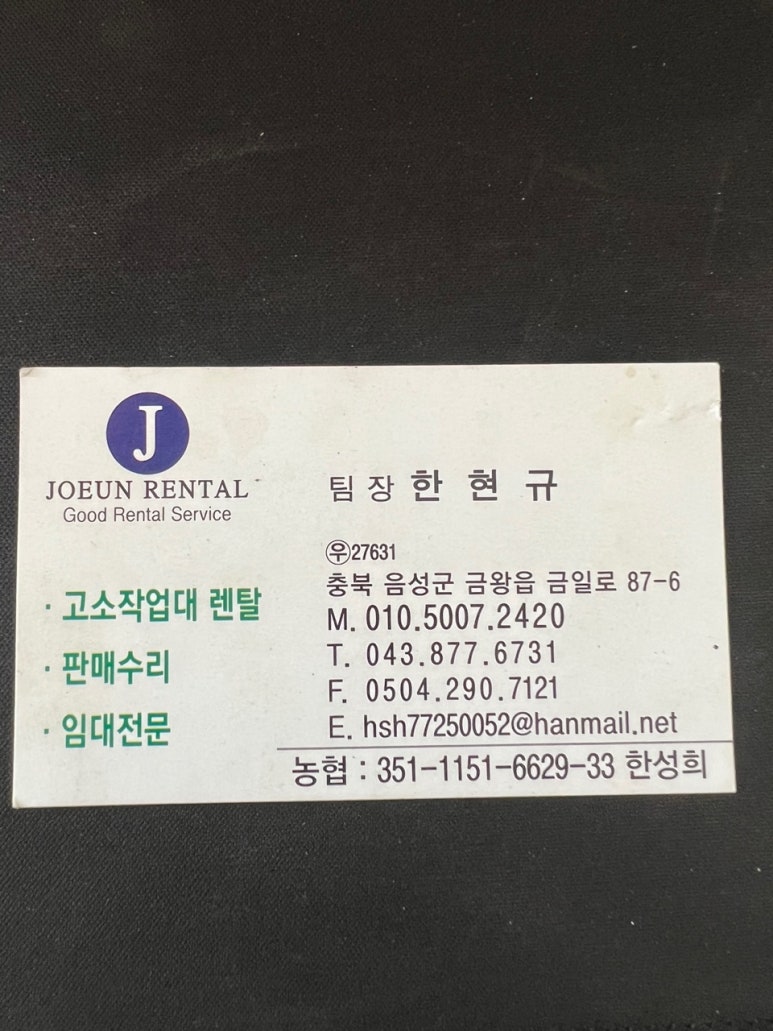 J
JOEUN RENTAL
Good Rental Service
· 고소작업대 렌탈
· 판매수리
· 임대전문
팀 장 한 현 규
㉾27631
충북 음성군 금왕읍 금일로 87-6
M. 010.5007.2420
T. 043.877.6731
F. 0504.290.7121
E. hsh77250052@hanmail.net
농협 : 351-1151-6629-33 한성희